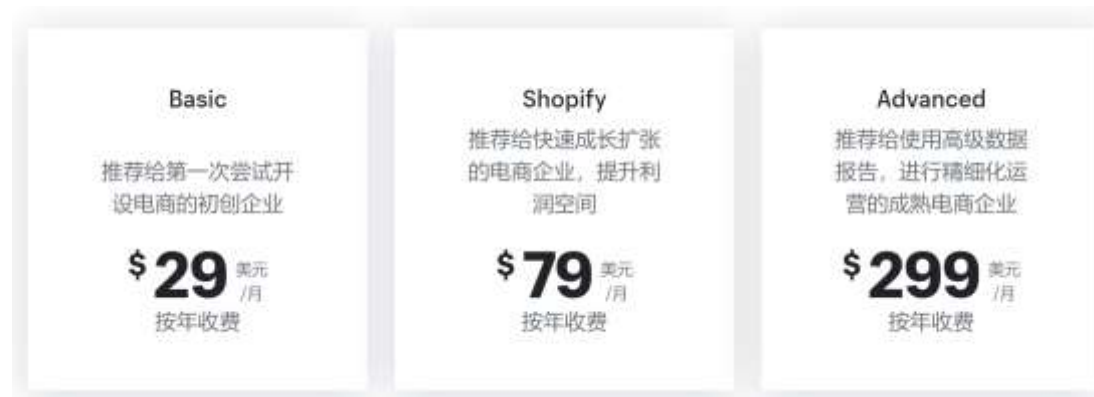 Basic
推荐给第一次尝试开
设电商的初创企业
$29 美元
/月
按年收费
Shopify
推荐给快速成长扩张
的电商企业，提升利
润空间
$79 美元
/月
按年收费
Advanced
推荐给使用高级数据
报告，进行精细化运
营的成熟电商企业
$299 美元
/月
按年收费